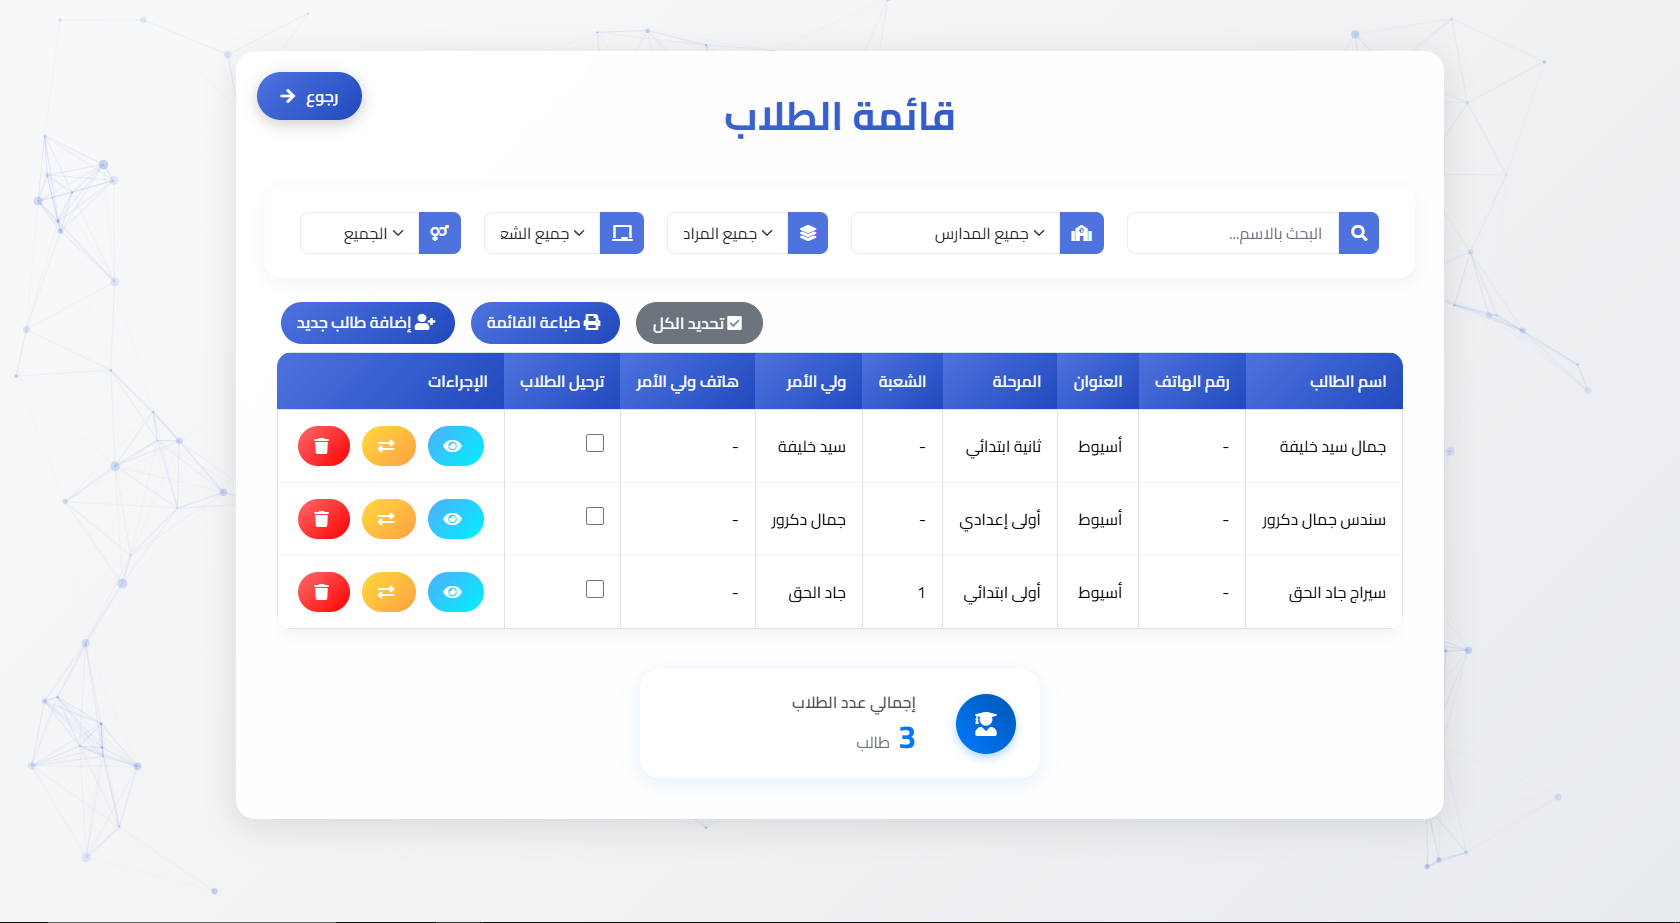 رجوع
قائمة الطلاب
البحث بالاسم...
جميع المدارس
جميع المراد
جميع الشع
الجميع
تحديد الكل
طباعة القائمة
إضافة طالب جديد
اسم الطالب رقم الهاتف العنوان المرحلة الشعبة ولي الأمر هاتف ولي الأمر ترحيل الطلاب الإجراءات
جمال سيد خليفة - أسيوط ثانية ابتدائي - سيد خليفة -
سندس جمال دكرور - أسيوط أولى إعدادي - جمال دكرور -
سيراج جاد الحق - أسيوط أولى ابتدائي 1 جاد الحق -
إجمالي عدد الطلاب
3 طالب